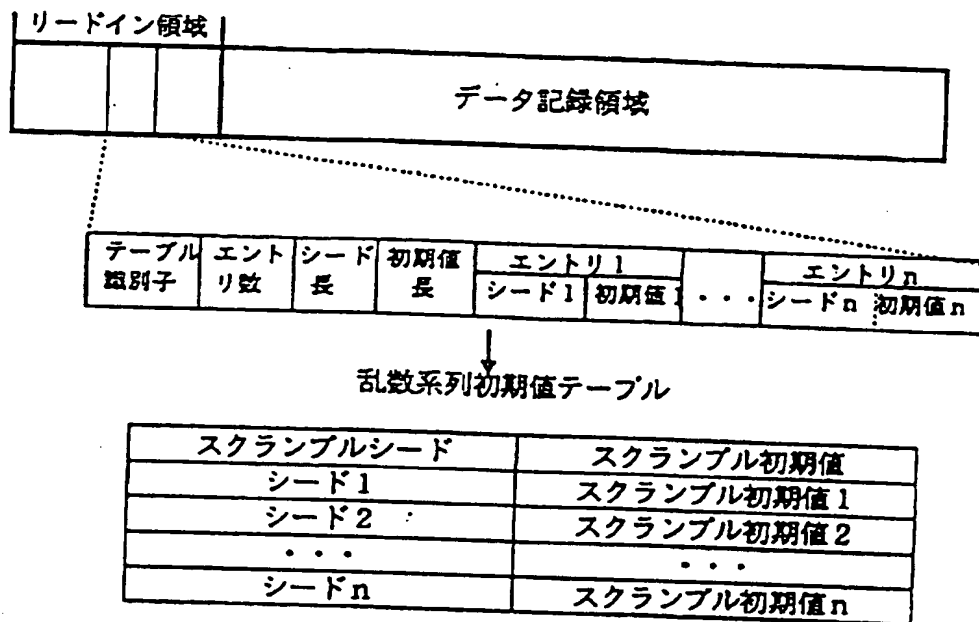 リードイン領域
データ記録領域
テーブル識別子
エントリ数
シード長
初期値長
エントリ1
シード1
初期値1
・・・
エントリn
シードn
初期値n
乱数系列初期値テーブル
スクランブルシード
スクランブル初期値
シード1
スクランブル初期値1
シード2
スクランブル初期値2
・・・
・・・
シードn
スクランブル初期値n